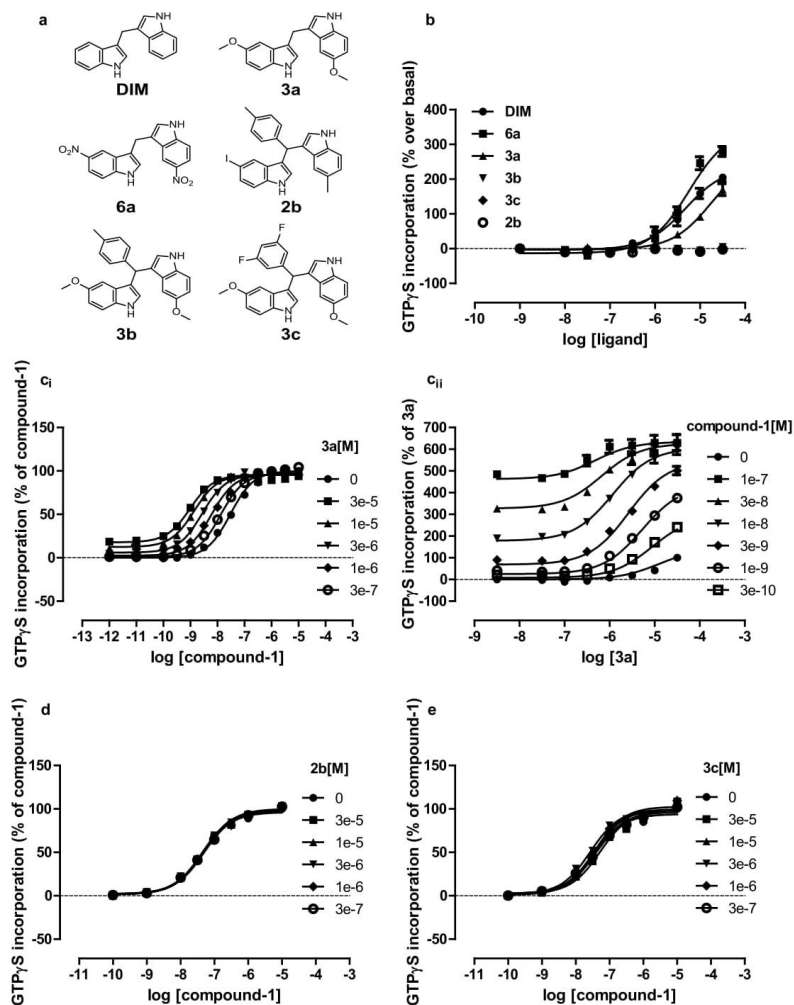 a
NH
N
H
DIM
NH
O
N
H
O
3a
NH
O₂N
N
H
NO₂
6a
NH
I
N
H
2b
NH
O
N
H
O
3b
F
F
NH
O
N
H
O
3c
b
GTPγS incorporation (% over basal)
400
300
200
100
0
-100
DIM
6a
3a
3b
3c
2b
-10 -9 -8 -7 -6 -5 -4
log [ligand]
ci
GTPγS incorporation (% of compound-1)
150
100
50
0
-50
3a[M]
0
3e-5
1e-5
3e-6
1e-6
3e-7
-13 -12 -11 -10 -9 -8 -7 -6 -5 -4
log [compound-1]
cii
GTPγS incorporation (% of 3a)
700
600
500
400
300
200
100
0
-100
compound-1[M]
0
1e-7
3e-8
1e-8
3e-9
1e-9
3e-10
-9 -8 -7 -6 -5 -4
log [3a]
d
GTPγS incorporation (% of compound-1)
150
100
50
0
-50
2b[M]
0
3e-5
1e-5
3e-6
1e-6
3e-7
-11 -10 -9 -8 -7 -6 -5 -4
log [compound-1]
e
GTPγS incorporation (% of compound-1)
150
100
50
0
-50
3c[M]
0
3e-5
1e-5
3e-6
1e-6
3e-7
-11 -10 -9 -8 -7 -6 -5 -4
log [compound-1]